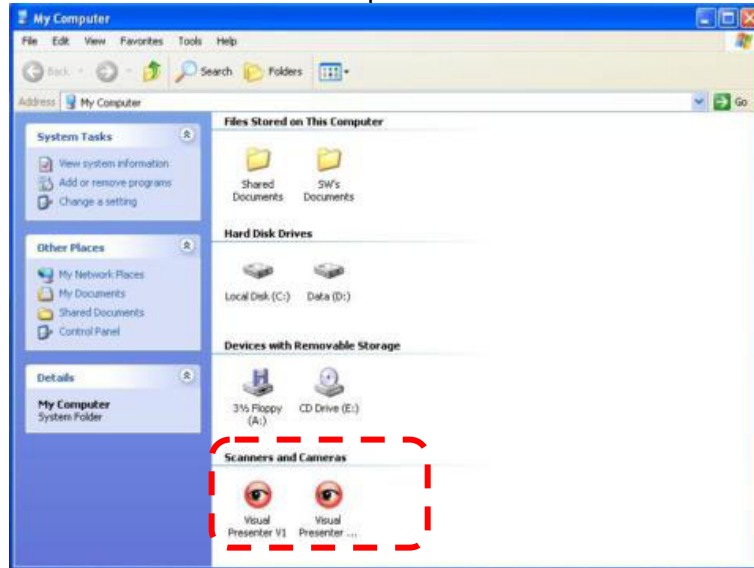 My Computer
File Edit View Favorites Tools Help
Back Search Folders
Address My Computer Go
Files Stored on This Computer
System Tasks
View system information
Add or remove programs
Change a setting
Shared Documents
SW's Documents
Hard Disk Drives
Other Places
My Network Places
My Documents
Shared Documents
Control Panel
Local Disk (C:)
Data (D:)
Devices with Removable Storage
Details
My Computer
System Folder
3½ Floppy (A:)
CD Drive (E:)
Scanners and Cameras
Visual Presenter V1
Visual Presenter ...